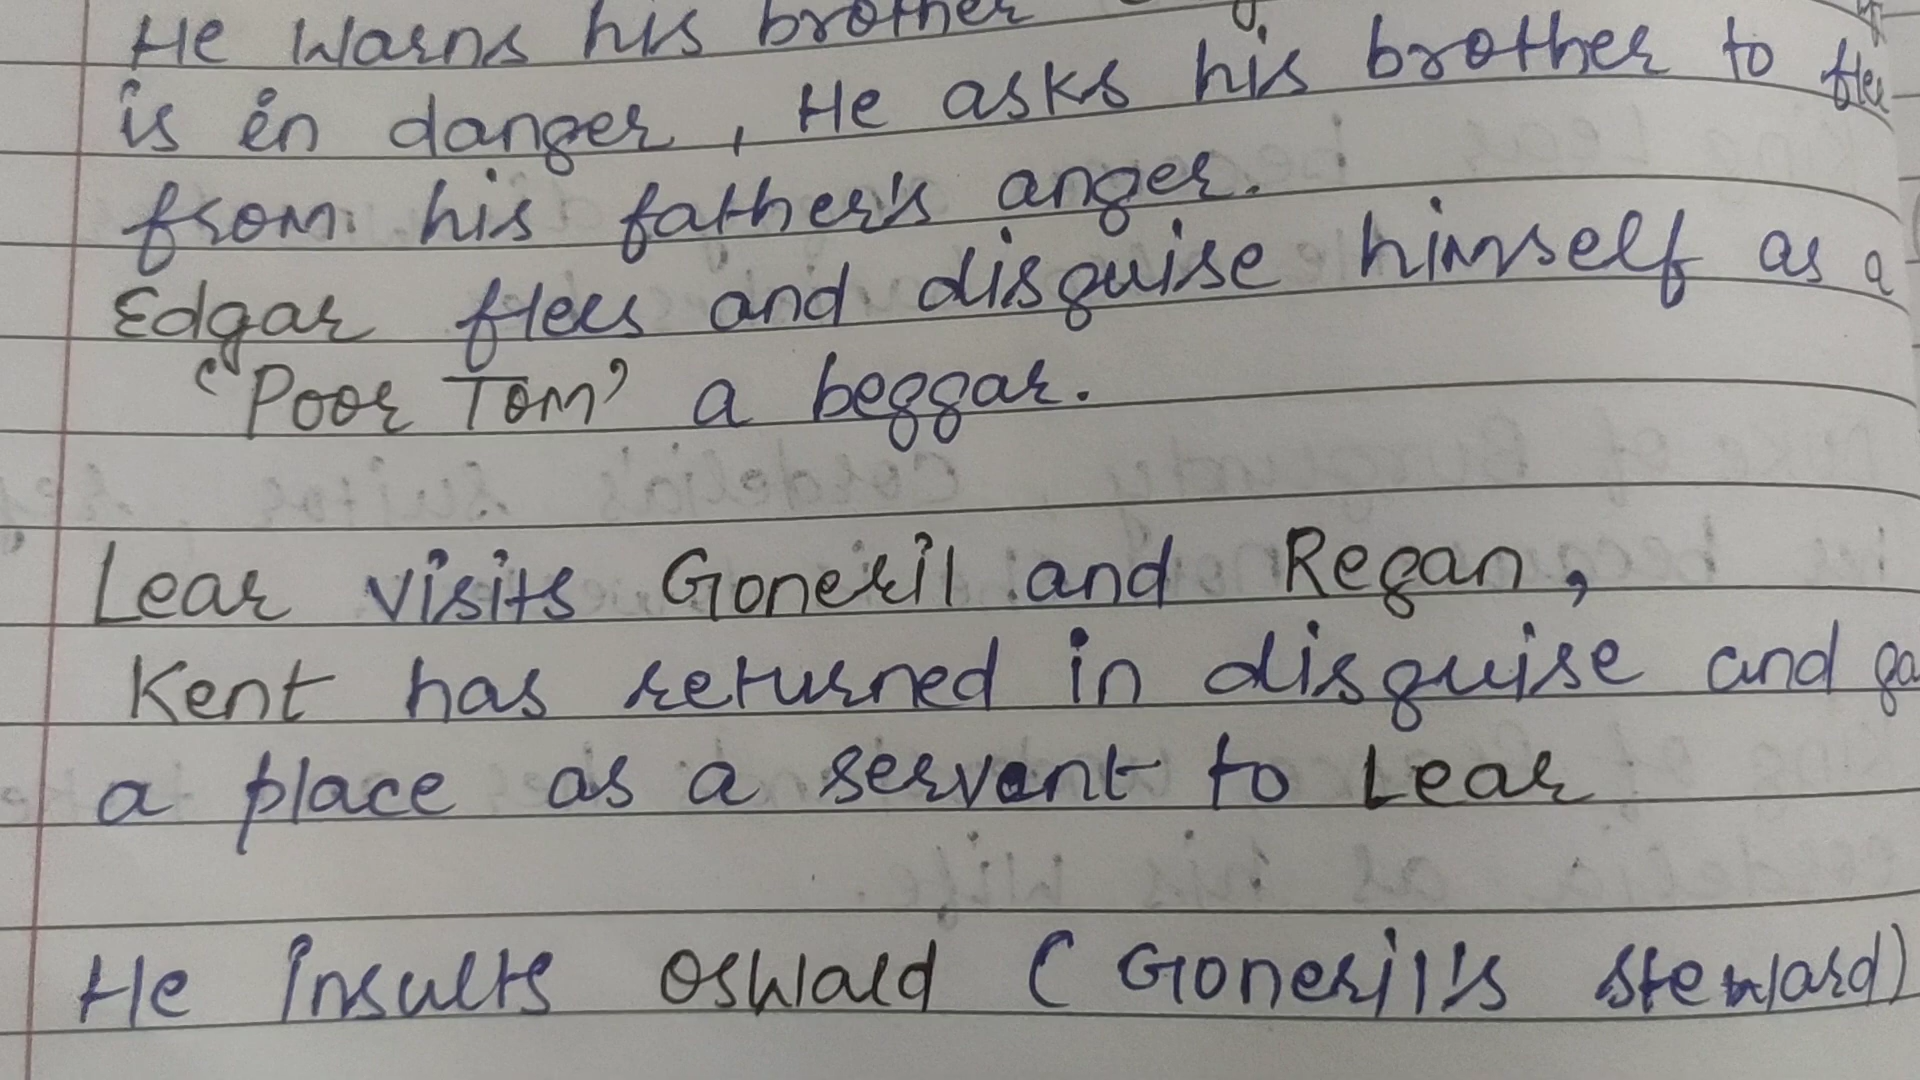 He warns his brother
is in danger, He asks his brother to flee
from his father's anger.
Edgar flees and disguise himself as a
'Poor Tom' a beggar.
Lear visits Goneril and Regan,
Kent has returned in disguise and
a place as a servant to Lear
He insults Oswald (Goneril's steward)